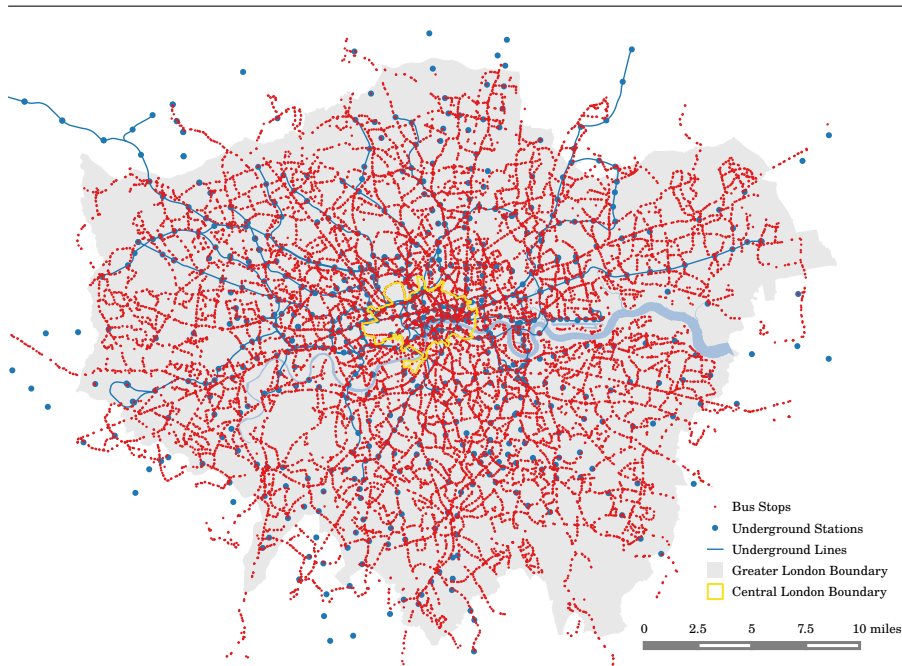 Bus Stops
Underground Stations
Underground Lines
Greater London Boundary
Central London Boundary
0 2.5 7.5 10 miles